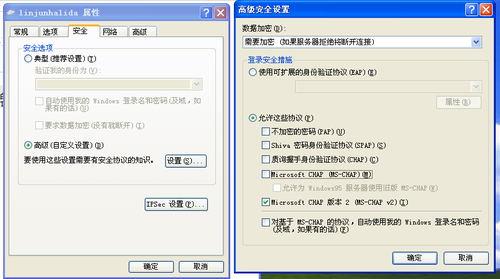 linjunhalida 属性
常规
选项
安全
网络
高级
安全选项
典型(推荐设置)(T)
验证我的身份为(V):
自动使用我的 Windows 登录名和密码(及域，如
果有的话)(U)
要求数据加密(没有就断开)(I)
高级(自定义设置)(D)
要使用这些设置需要有安全协议的知识。
设置(S)...
IPSec 设置(P)...
确定
取消
高级安全设置
数据加密(D):
需要加密 (如果服务器拒绝将断开连接)
登录安全措施
使用可扩展的身份验证协议(EAP)(E)
属性(R)
允许这些协议(P)
不加密的密码(PAP)(U)
Shiva 密码身份验证协议(SPAP)(S)
质询握手身份验证协议(CHAP)(C)
Microsoft CHAP (MS-CHAP)(M)
允许为 Windows95 服务器使用旧版 MS-CHAP(W)
Microsoft CHAP 版本 2 (MS-CHAP v2)(I)
对基于 MS-CHAP 的协议，自动使用我的 Windows 登录名和密码
(及域，如果有的话)(F)
确定
取消